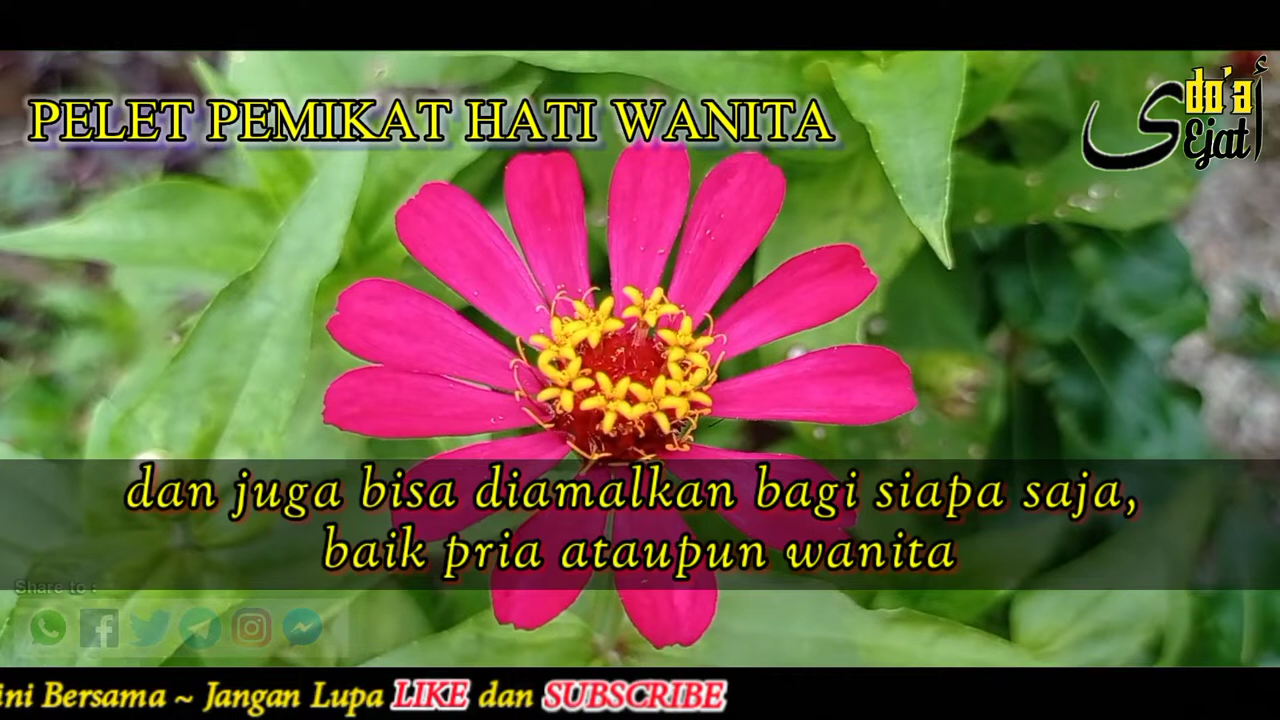 PELET PEMIKAT HATI WANITA
do'a
Ejati
dan juga bisa diamalkan bagi siapa saja,
baik pria ataupun wanita
Share to :
ini Bersama ~ Jangan Lupa LIKE dan SUBSCRIBE